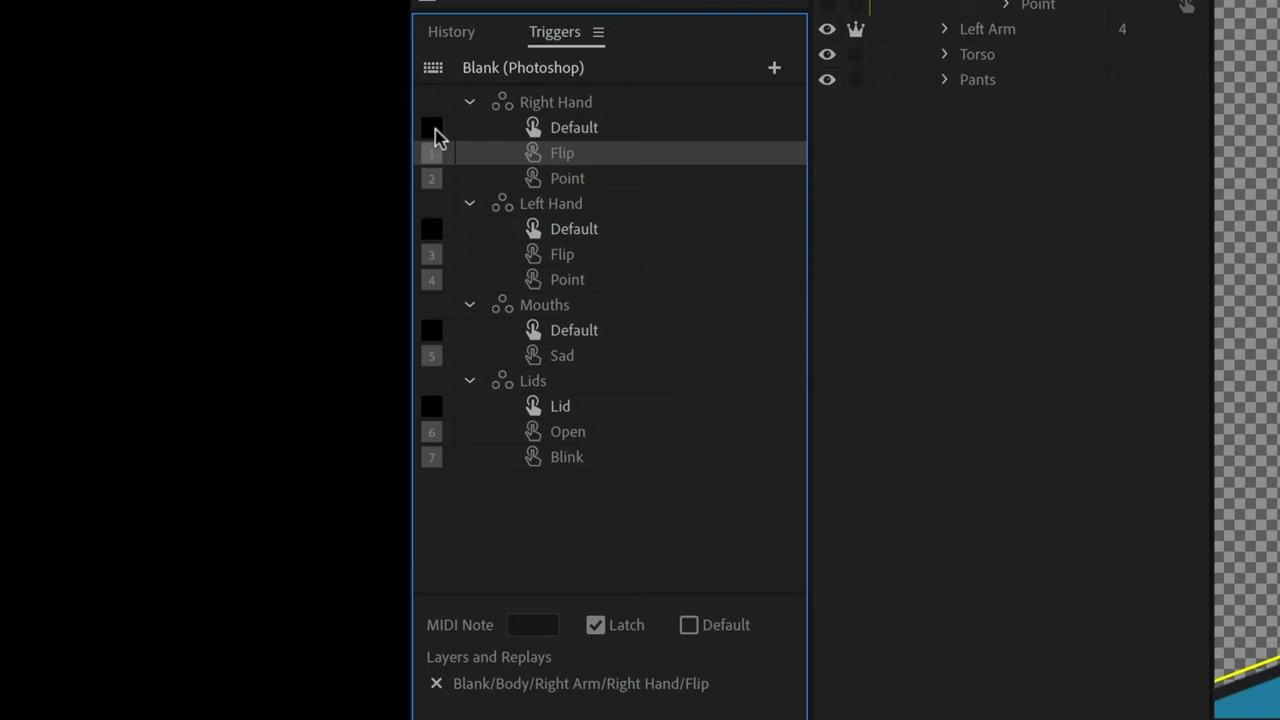 Point
History
Triggers
Left Arm
4
Torso
Blank (Photoshop)
+
Pants
Right Hand
Default
1
Flip
2
Point
Left Hand
Default
3
Flip
4
Point
Mouths
Default
5
Sad
Lids
Lid
6
Open
7
Blink
MIDI Note
Latch
Default
Layers and Replays
Blank/Body/Right Arm/Right Hand/Flip